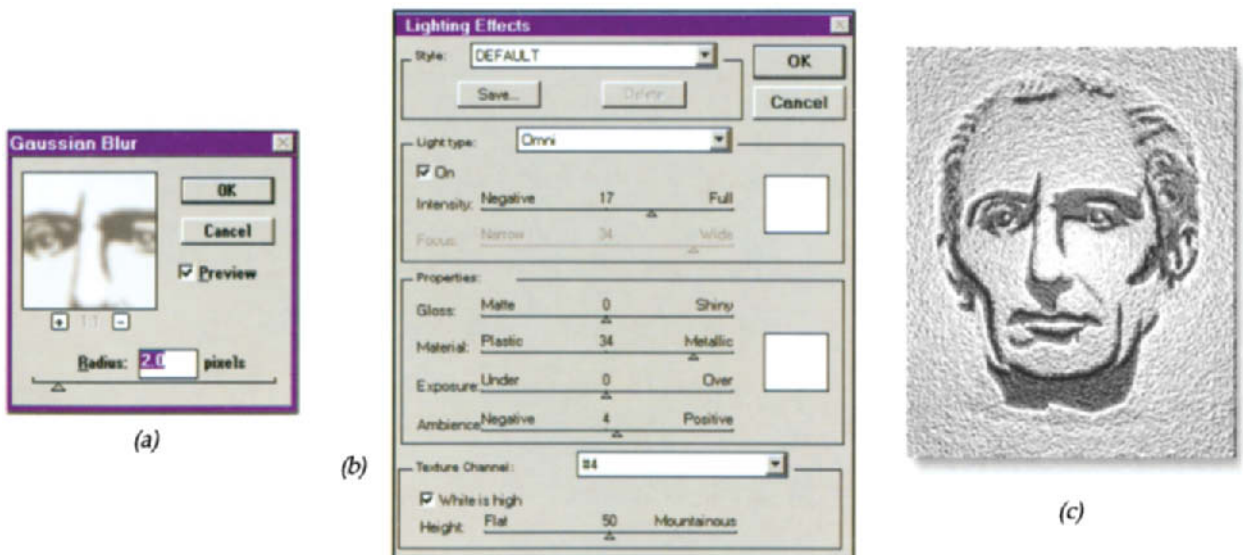 Gaussian Blur
OK
Cancel
Preview
+ 1:1 -
Radius: 2.0 pixels
(a)
Lighting Effects
Style: DEFAULT
OK
Save... Delete
Cancel
Light type: Omni
On
Intensity: Negative 17 Full
Focus: Narrow 34 Wide
Properties:
Gloss: Matte 0 Shiny
Material: Plastic 34 Metallic
Exposure: Under 0 Over
Ambience Negative 4 Positive
Texture Channel: #4
White is high
Height: Flat 50 Mountainous
(b)
(c)